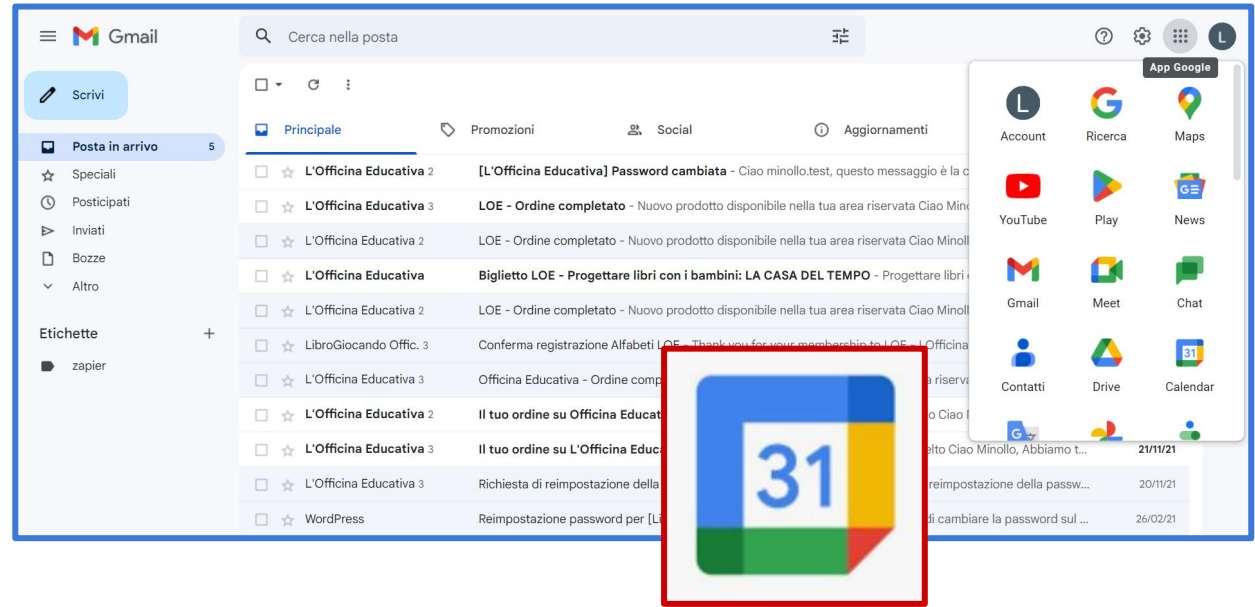 Gmail
Cerca nella posta
L
App Google
Scrivi
Posta in arrivo 5
Speciali
Posticipati
Inviati
Bozze
Altro
Etichette +
zapier
Principale Promozioni Social Aggiornamenti
L'Officina Educativa 2 [L'Officina Educativa] Password cambiata - Ciao minollo.test, questo messaggio è la c
L'Officina Educativa 3 LOE - Ordine completato - Nuovo prodotto disponibile nella tua area riservata Ciao Mino
L'Officina Educativa 2 LOE - Ordine completato - Nuovo prodotto disponibile nella tua area riservata Ciao Minoll
L'Officina Educativa Biglietto LOE - Progettare libri con i bambini: LA CASA DEL TEMPO - Progettare libri
L'Officina Educativa 2 LOE - Ordine completato - Nuovo prodotto disponibile nella tua area riservata Ciao Minoll
LibroGiocando Offic. 3 Conferma registrazione Alfabeti LOE - Thank you for your membership to LOE - L'Officina
L'Officina Educativa 3 Officina Educativa - Ordine comp a riserva
L'Officina Educativa 2 Il tuo ordine su Officina Educat o Ciao
L'Officina Educativa 3 Il tuo ordine su L'Officina Educa elto Ciao Minollo, Abbiamo t... 21/11/21
L'Officina Educativa 3 Richiesta di reimpostazione della reimpostazione della passw... 20/11/21
WordPress Reimpostazione password per [Li di cambiare la password sul ... 26/02/21
L G
Account Ricerca Maps
GE
YouTube Play News
Gmail Meet Chat
31
Contatti Drive Calendar
G
31